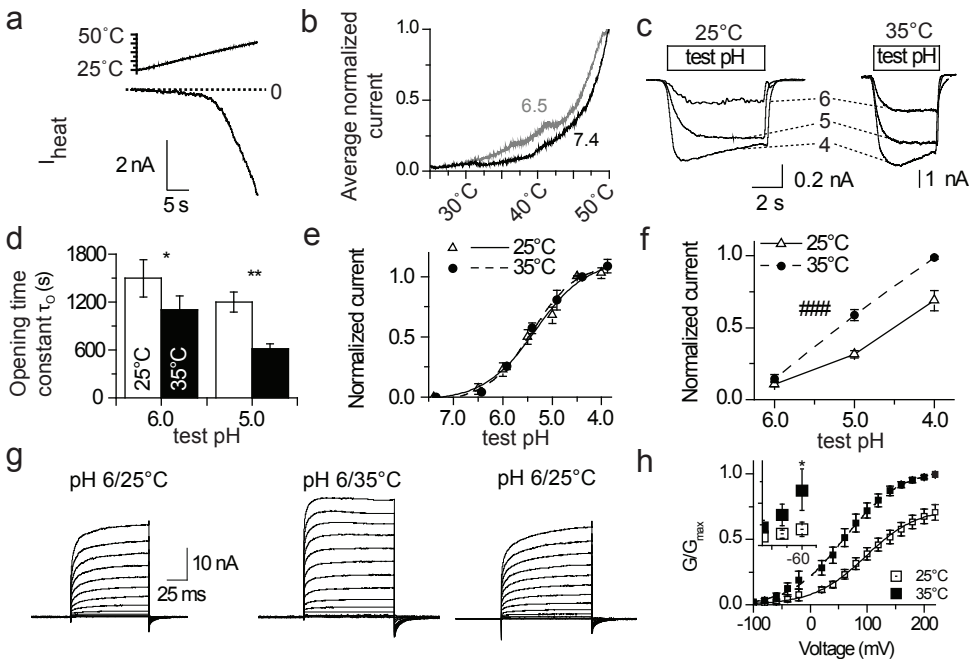 a
50°C
25°C
0
I heat
2 nA
5 s
b
Average normalized
current
1.0
0.5
0.0
6.5
7.4
30°C
40°C
50°C
c
25°C
test pH
35°C
test pH
6
5
4
0.2 nA
2 s
1 nA
d
Opening time
constant τO (s)
1800
1200
600
0
*
**
25°C
35°C
6.0
5.0
test pH
e
Normalized current
1.0
0.5
0.0
25°C
35°C
7.0
6.0
5.0
4.0
test pH
f
Normalized current
1.0
0.5
0.0
25°C
35°C
###
6.0
5.0
4.0
test pH
g
pH 6/25°C
pH 6/35°C
pH 6/25°C
10 nA
25 ms
h
G/Gmax
1.0
0.5
0.0
*
-60
25°C
35°C
-100
0
100
200
Voltage (mV)